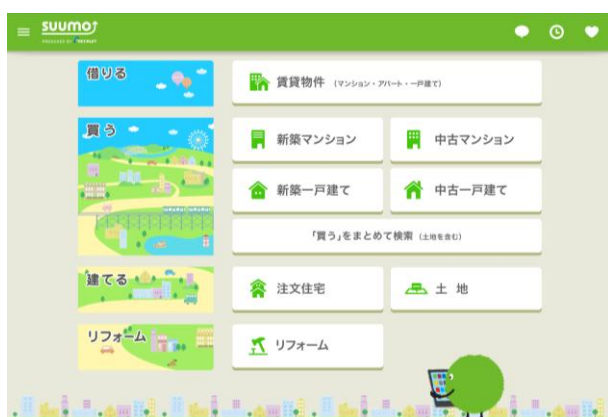 suumo
PRODUCED BY RECRUIT
借りる
賃貸物件 (マンション・アパート・一戸建て)
買う
新築マンション
中古マンション
新築一戸建て
中古一戸建て
「買う」をまとめて検索 (土地を含む)
建てる
注文住宅
土 地
リフォーム
リフォーム